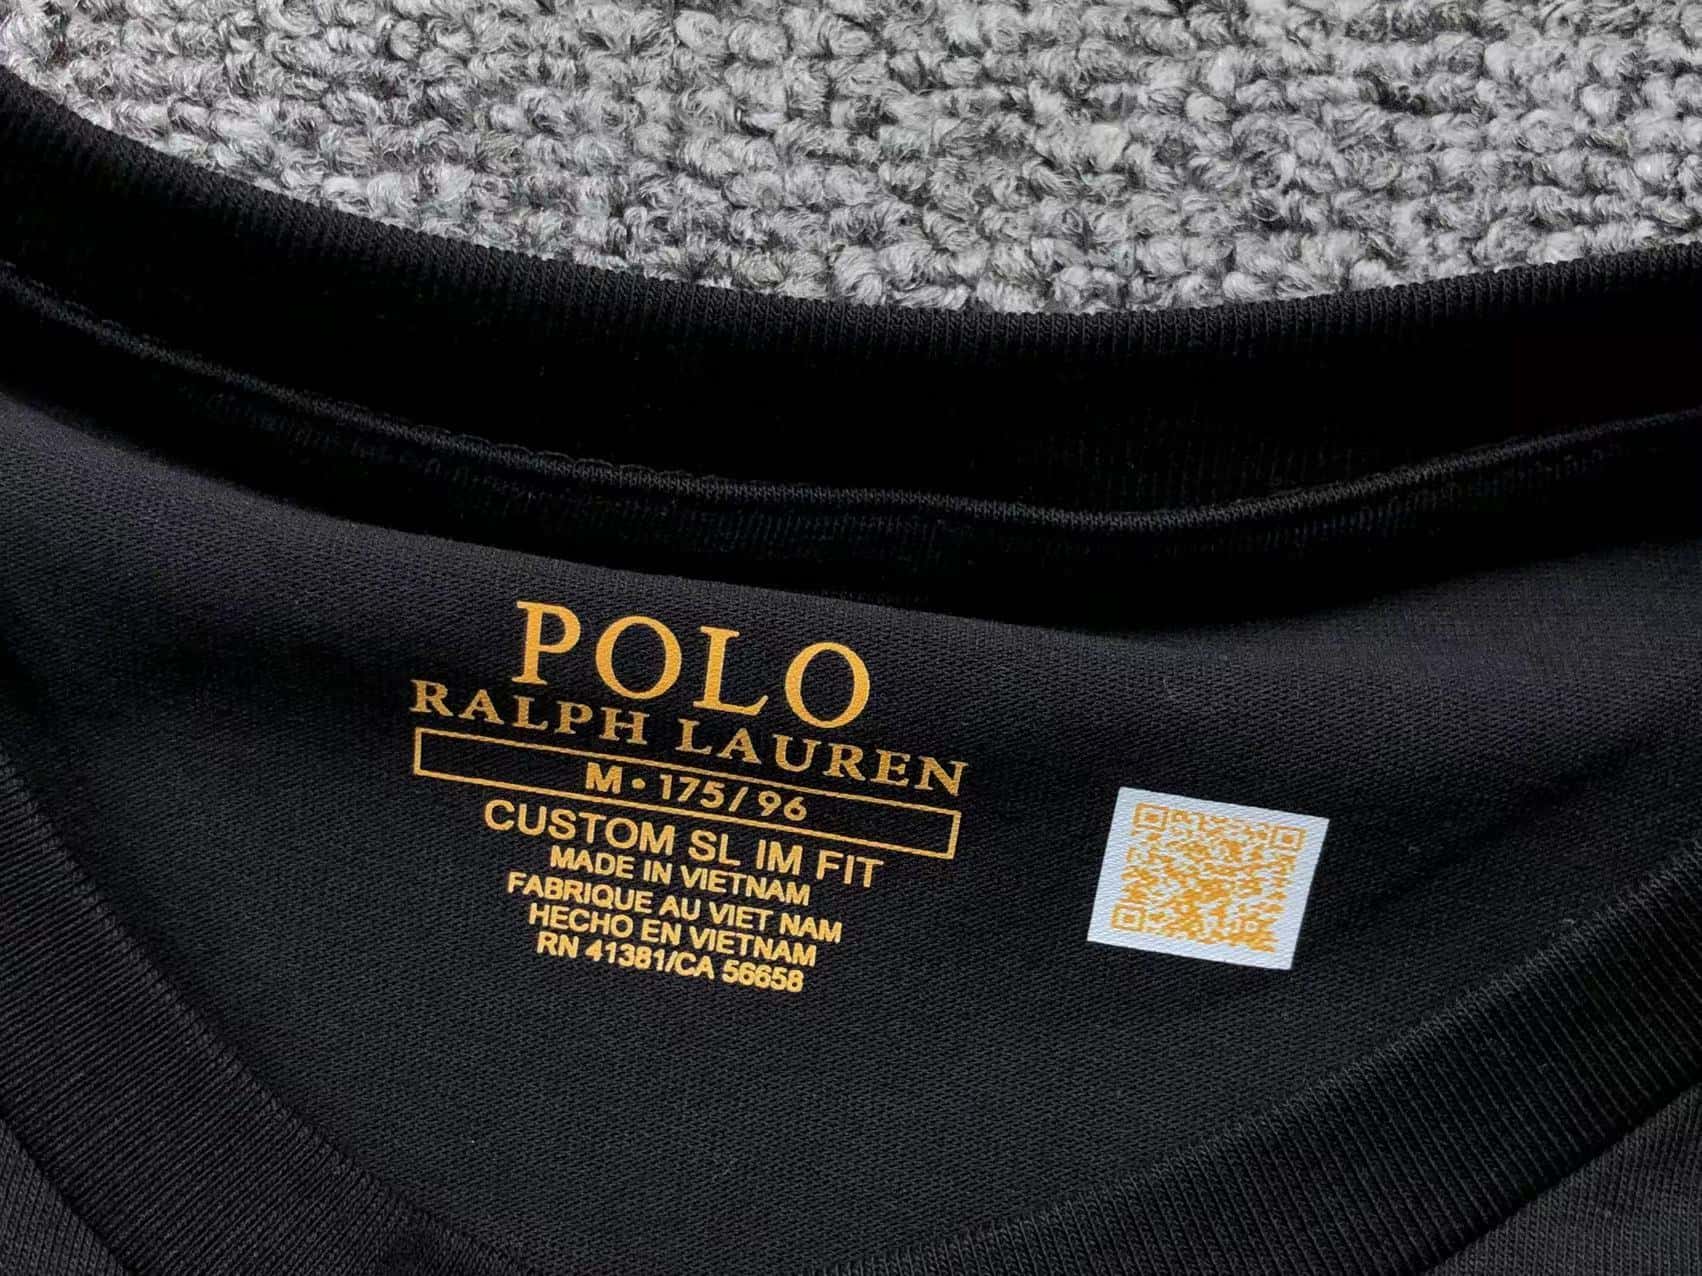 POLO
RALPH LAUREN
M • 175/96
CUSTOM SL IM FIT
MADE IN VIETNAM
FABRIQUE AU VIET NAM
HECHO EN VIETNAM
RN 41381/CA 56658